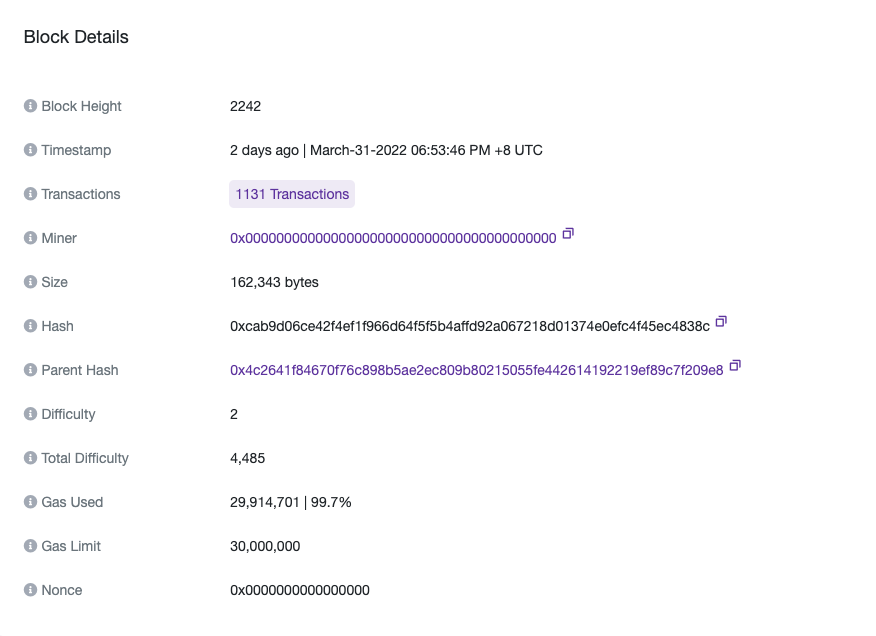 Block Details
Block Height 2242
Timestamp 2 days ago | March-31-2022 06:53:46 PM +8 UTC
Transactions 1131 Transactions
Miner 0x0000000000000000000000000000000000000000
Size 162,343 bytes
Hash 0xcab9d06ce42f4ef1f966d64f5f5b4affd92a067218d01374e0efc4f45ec4838c
Parent Hash 0x4c2641f84670f76c898b5ae2ec809b80215055fe442614192219ef89c7f209e8
Difficulty 2
Total Difficulty 4,485
Gas Used 29,914,701 | 99.7%
Gas Limit 30,000,000
Nonce 0x0000000000000000